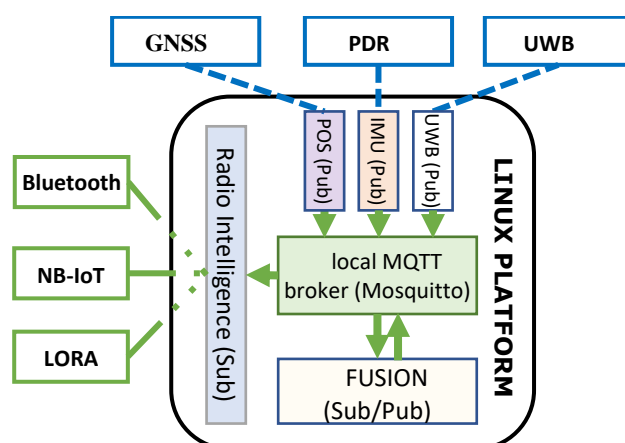 GNSS
PDR
UWB
POS (Pub)
IMU (Pub)
UWB (Pub)
LINUX PLATFORM
Radio Intelligence (Sub)
Bluetooth
NB-IoT
LORA
local MQTT
broker (Mosquitto)
FUSION
(Sub/Pub)